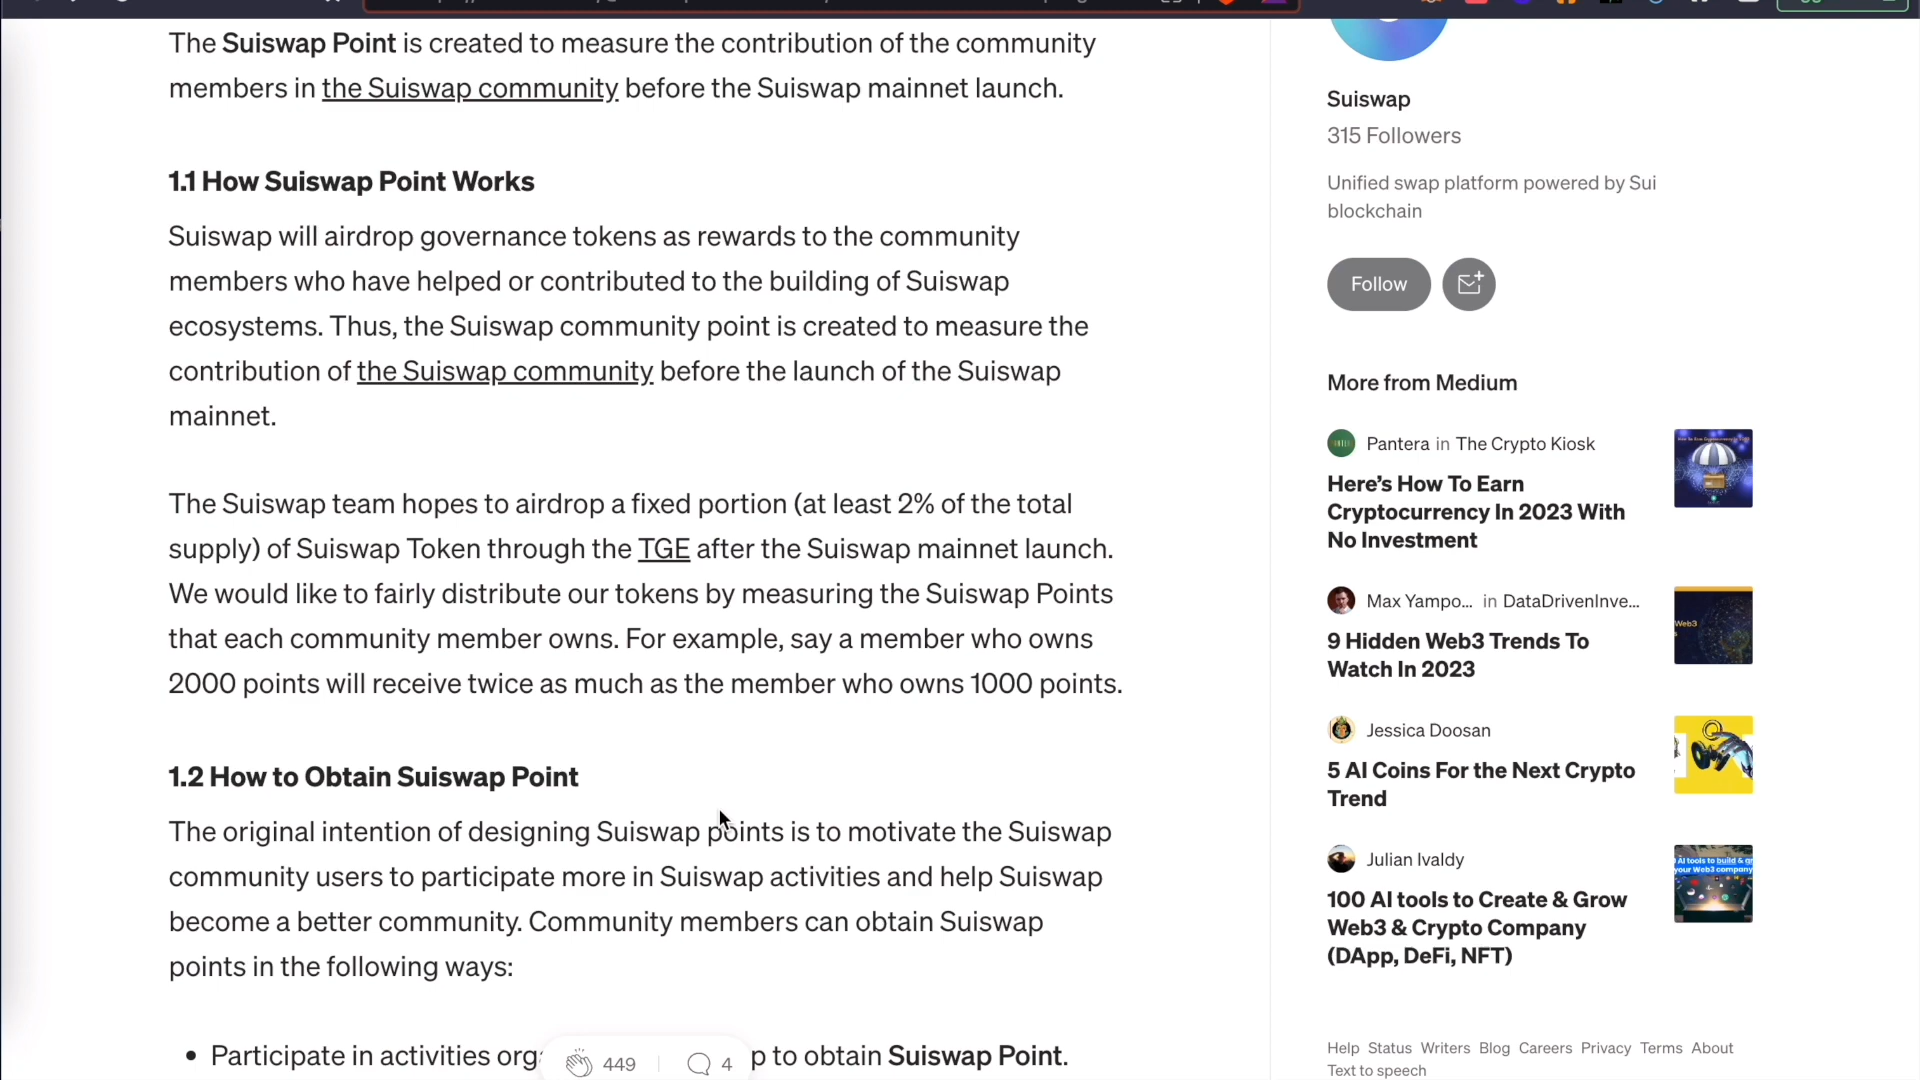 The Suiswap Point is created to measure the contribution of the community
members in the Suiswap community before the Suiswap mainnet launch.
1.1 How Suiswap Point Works
Suiswap will airdrop governance tokens as rewards to the community
members who have helped or contributed to the building of Suiswap
ecosystems. Thus, the Suiswap community point is created to measure the
contribution of the Suiswap community before the launch of the Suiswap
mainnet.
The Suiswap team hopes to airdrop a fixed portion (at least 2% of the total
supply) of Suiswap Token through the TGE after the Suiswap mainnet launch.
We would like to fairly distribute our tokens by measuring the Suiswap Points
that each community member owns. For example, say a member who owns
2000 points will receive twice as much as the member who owns 1000 points.
1.2 How to Obtain Suiswap Point
The original intention of designing Suiswap points is to motivate the Suiswap
community users to participate more in Suiswap activities and help Suiswap
become a better community. Community members can obtain Suiswap
points in the following ways:
• Participate in activities org p to obtain Suiswap Point.
449 4
Suiswap
315 Followers
Unified swap platform powered by Sui
blockchain
Follow
More from Medium
Pantera in The Crypto Kiosk
Here's How To Earn
Cryptocurrency In 2023 With
No Investment
Max Yampo... in DataDrivenInve...
9 Hidden Web3 Trends To
Watch In 2023
Web3
Jessica Doosan
5 AI Coins For the Next Crypto
Trend
Julian Ivaldy
100 AI tools to Create & Grow
Web3 & Crypto Company
(DApp, DeFi, NFT)
AI tools to build & gr
your Web3 company
Help Status Writers Blog Careers Privacy Terms About
Text to speech